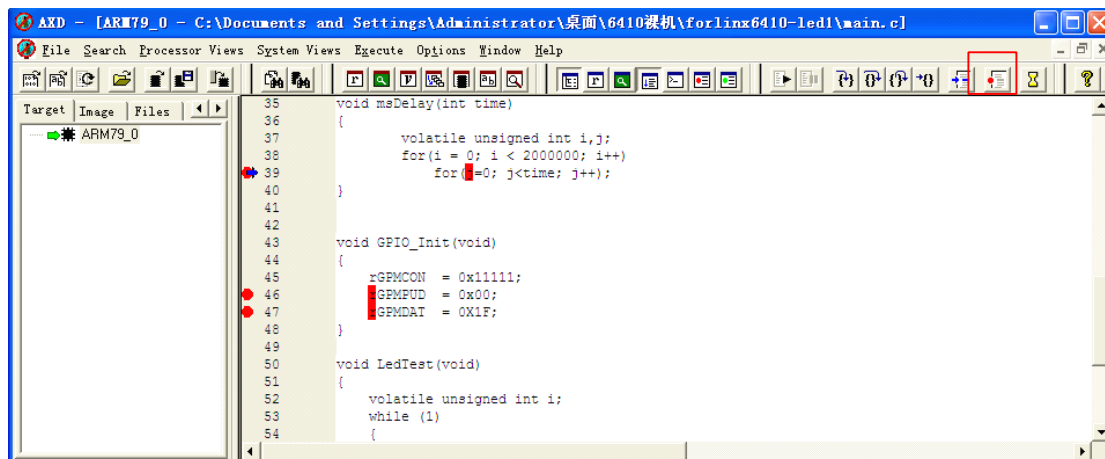 AXD - [ARM79_0 - C:\Documents and Settings\Administrator\桌面\6410裸机\forlinx6410-led1\main.c]
File Search Processor Views System Views Execute Options Window Help
Target Image Files
ARM79_0
35 void msDelay(int time)
36 {
37 volatile unsigned int i,j;
38 for(i = 0; i < 2000000; i++)
39 for(j=0; j<time; j++);
40 }
41
42
43 void GPIO_Init(void)
44 {
45 rGPMCON = 0x11111;
46 rGPMPUD = 0x00;
47 rGPMDAT = 0X1F;
48 }
49
50 void LedTest(void)
51 {
52 volatile unsigned int i;
53 while (1)
54 {